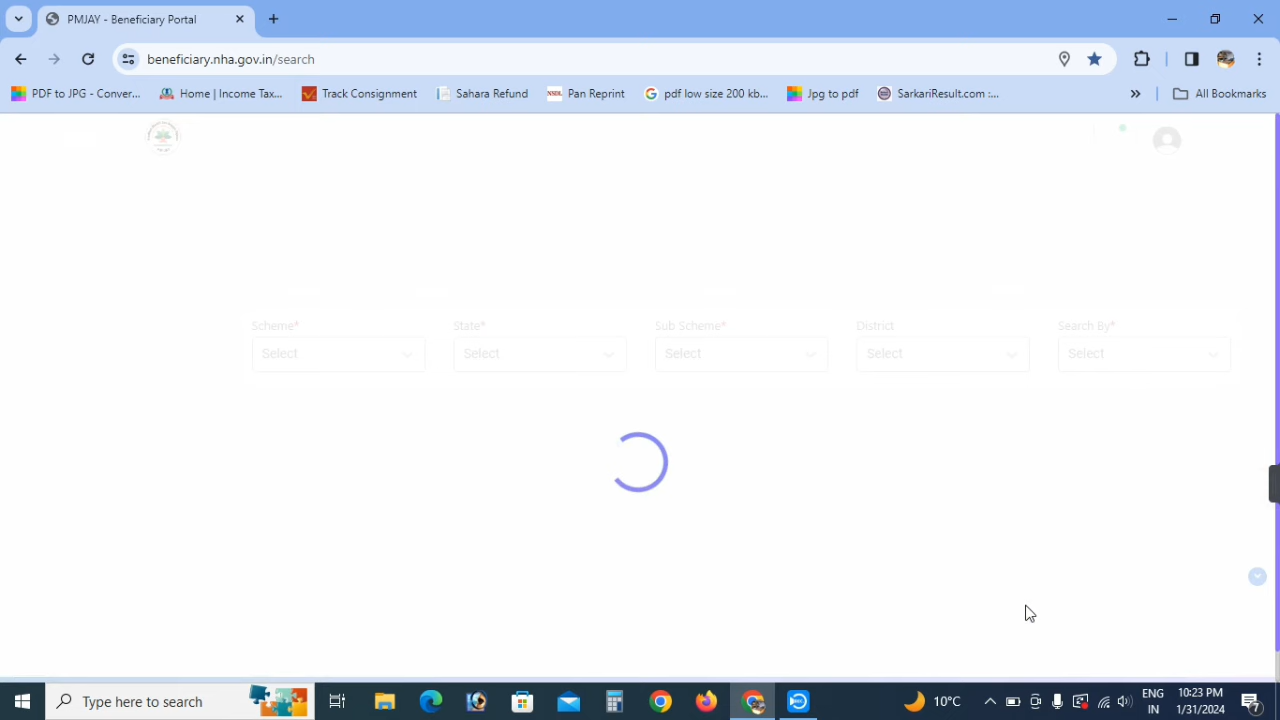 PMJAY - Beneficiary Portal
beneficiary.nha.gov.in/search
PDF to JPG - Conver... Home | Income Tax... Track Consignment Sahara Refund NSDL Pan Reprint pdf low size 200 kb... Jpg to pdf SarkariResult.com :... All Bookmarks
Scheme* State* Sub Scheme* District Search By*
Select Select Select Select Select
Type here to search 10°C ENG 10:23 PM
IN 1/31/2024 7